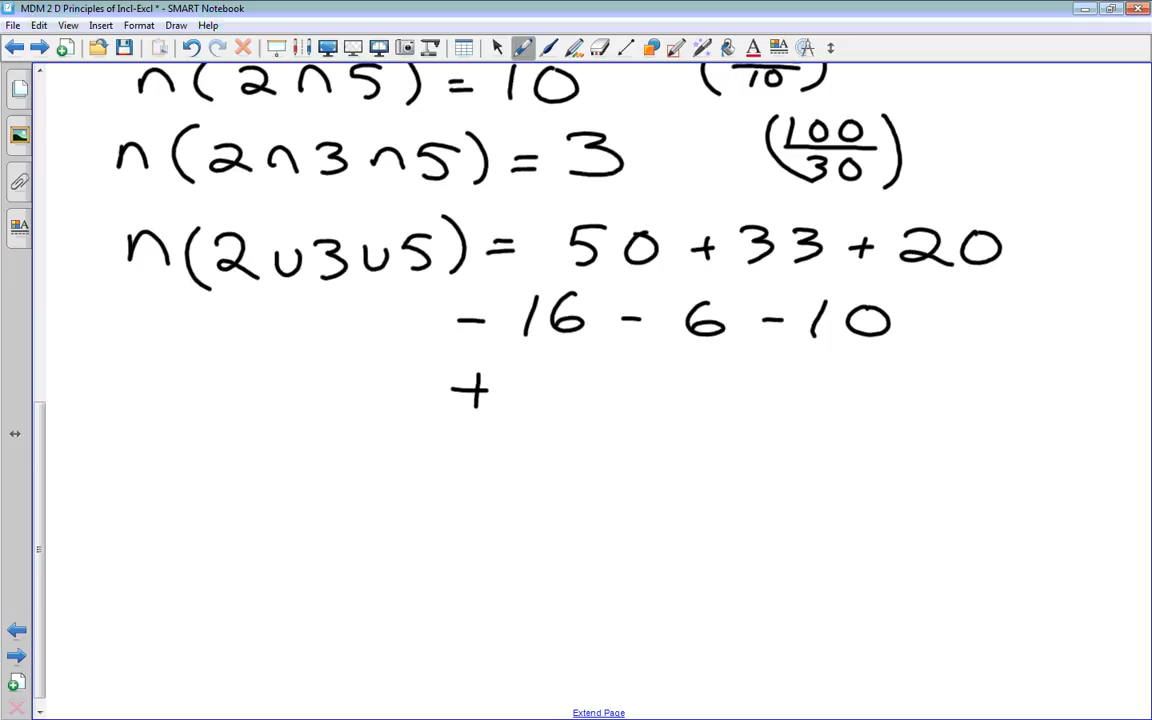 MDM 2 D Principles of Incl-Excl * - SMART Notebook
File Edit View Insert Format Draw Help
n(2∩5) = 10 (/10)
n(2∩3∩5) = 3 (100/30)
n(2∪3∪5) = 50 + 33 + 20
- 16 - 6 - 10
+
Extend Page